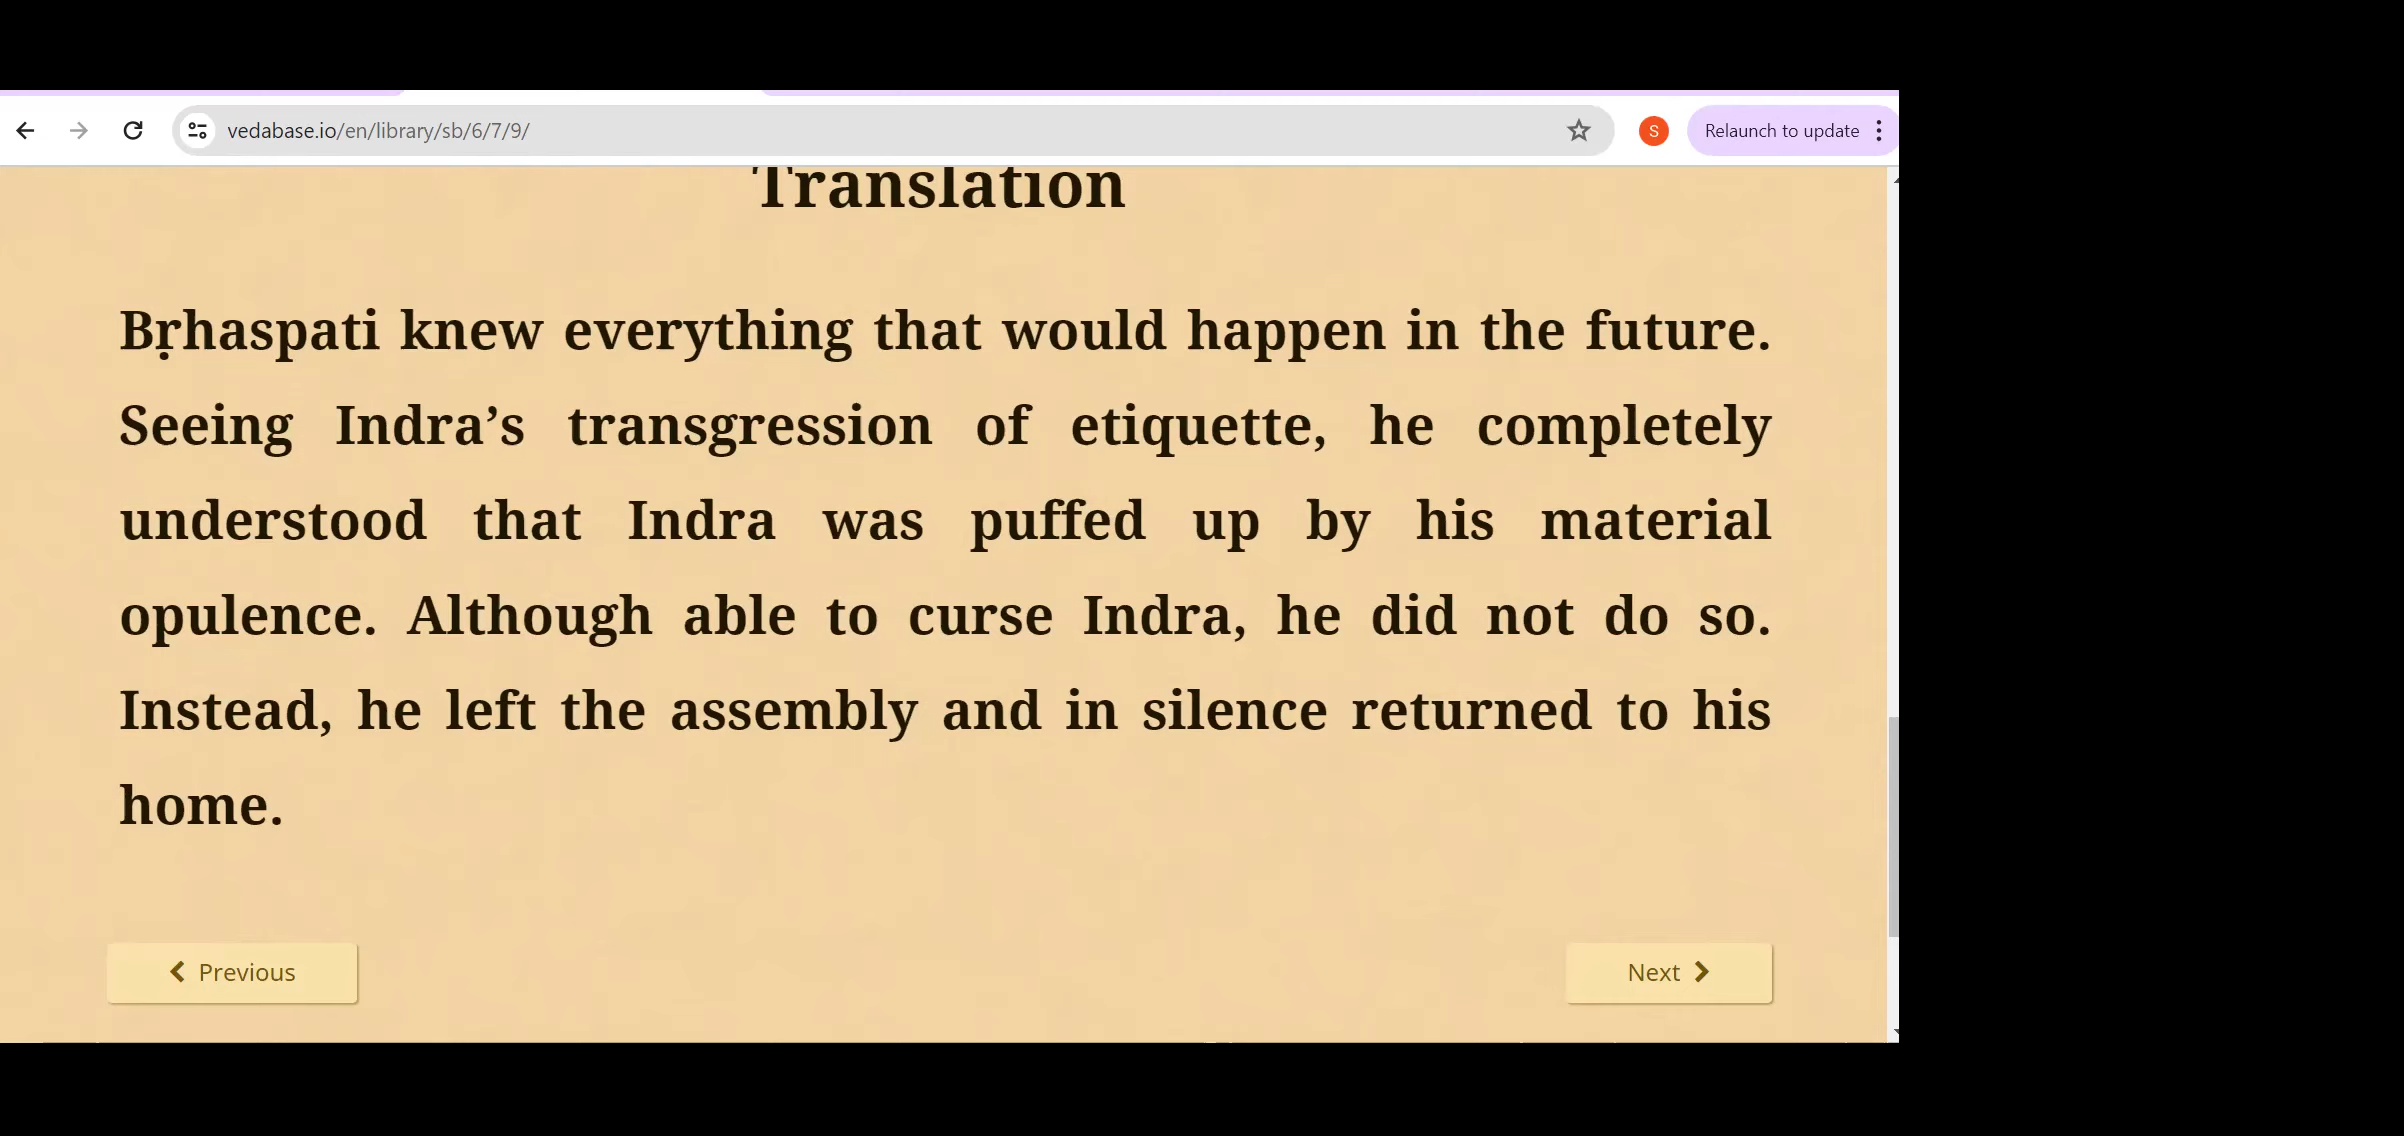 vedabase.io/en/library/sb/6/7/9/
S
Relaunch to update
Translation
Bṛhaspati knew everything that would happen in the future.
Seeing Indra’s transgression of etiquette, he completely
understood that Indra was puffed up by his material
opulence. Although able to curse Indra, he did not do so.
Instead, he left the assembly and in silence returned to his
home.
Previous
Next